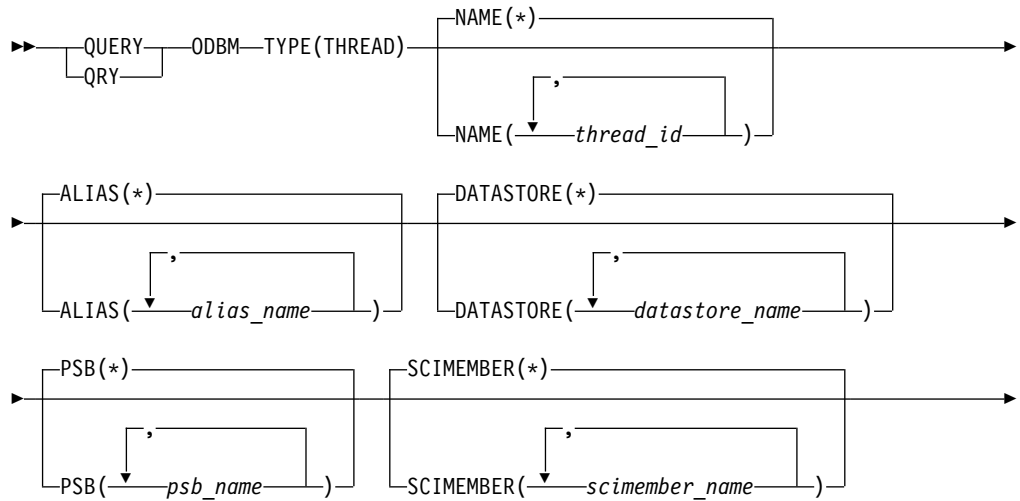 NAME(*)
QUERY ODBM TYPE(THREAD)
QRY
,
NAME( thread_id )
ALIAS(*) DATASTORE(*)
, ,
ALIAS( alias_name ) DATASTORE( datastore_name )
PSB(*) SCIMEMBER(*)
, ,
PSB( psb_name ) SCIMEMBER( scimember_name )